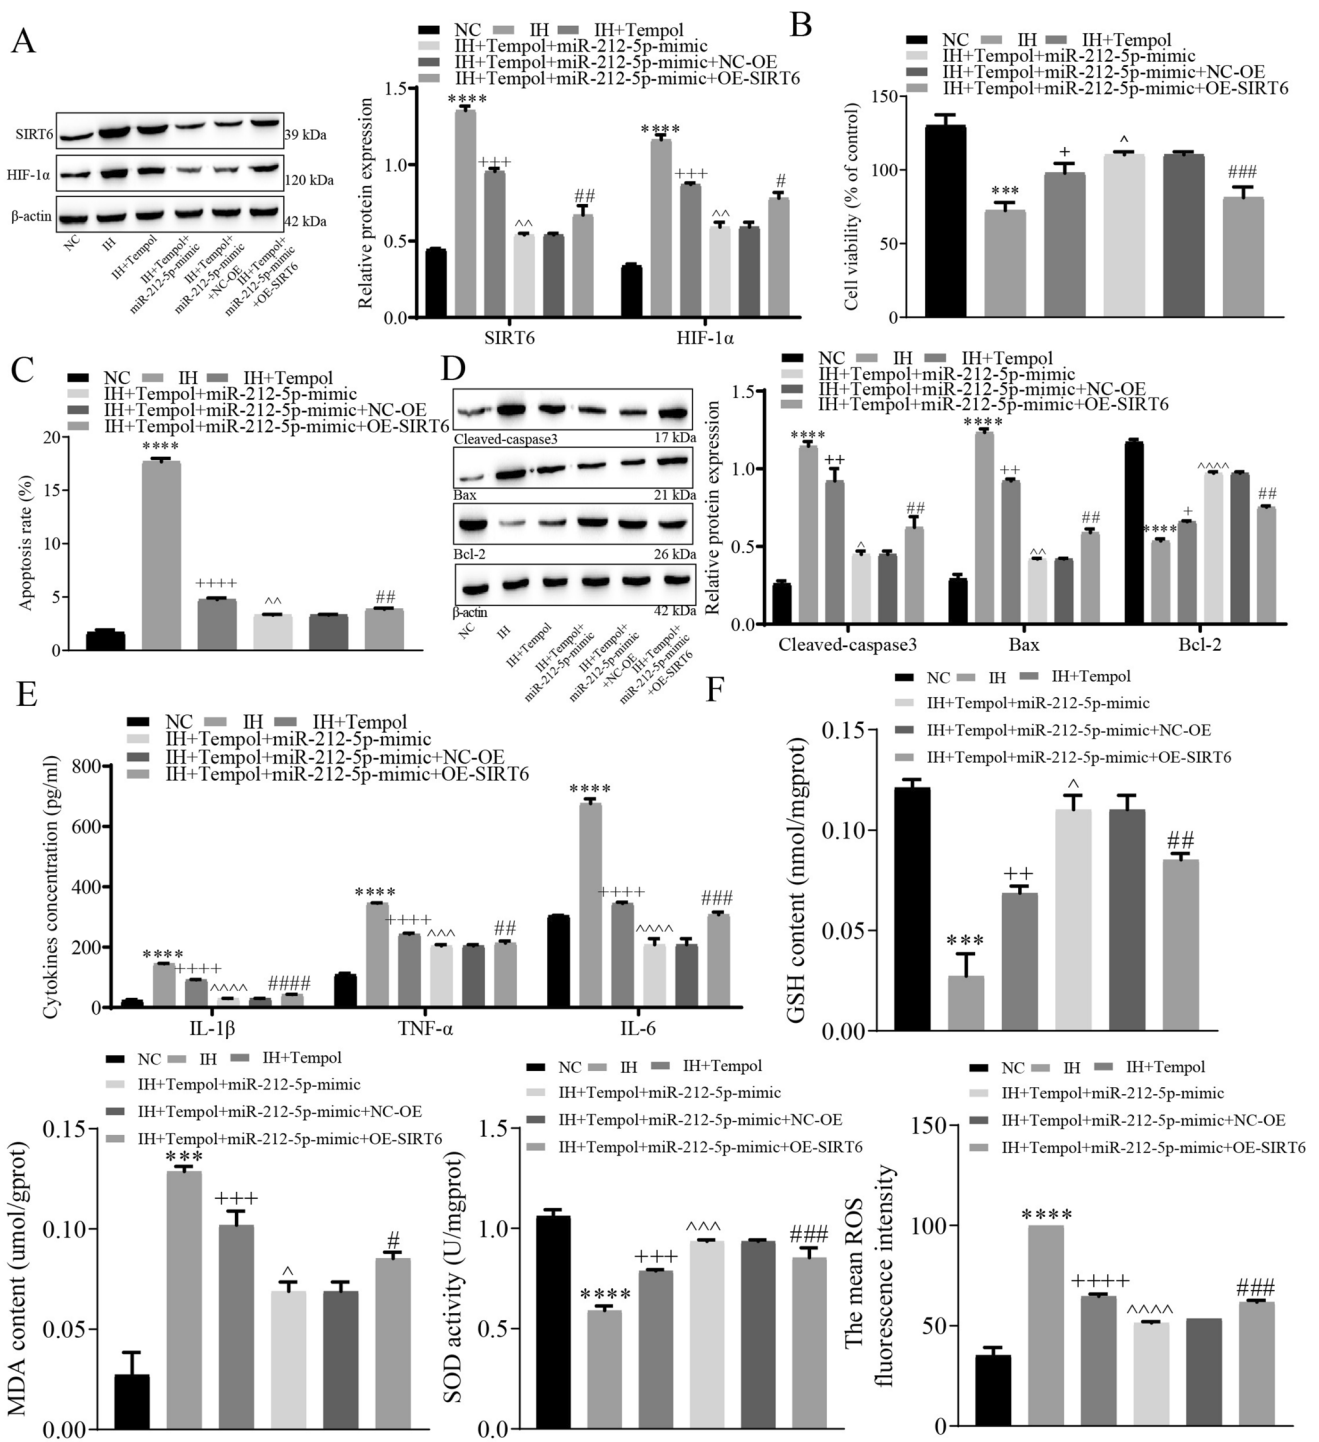 A
SIRT6
39 kDa
HIF-1α
120 kDa
β-actin
42 kDa
NC
IH
IH+Tempol
IH+Tempol+
miR-212-5p-mimic
IH+Tempol+
miR-212-5p-mimic
+NC-OE
IH+Tempol+
miR-212-5p-mimic
+OE-SIRT6
NC IH IH+Tempol
IH+Tempol+miR-212-5p-mimic
IH+Tempol+miR-212-5p-mimic+NC-OE
IH+Tempol+miR-212-5p-mimic+OE-SIRT6
Relative protein expression
1.5
1.0
0.5
0.0
**** +++ ^^ ##
**** +++ ^^ #
SIRT6 HIF-1α
B
NC IH IH+Tempol
IH+Tempol+miR-212-5p-mimic
IH+Tempol+miR-212-5p-mimic+NC-OE
IH+Tempol+miR-212-5p-mimic+OE-SIRT6
Cell viability (% of control)
150
100
50
0
*** + ^ ###
C
NC IH IH+Tempol
IH+Tempol+miR-212-5p-mimic
IH+Tempol+miR-212-5p-mimic+NC-OE
IH+Tempol+miR-212-5p-mimic+OE-SIRT6
Apoptosis rate (%)
20
15
10
5
0
**** ++++ ^^ ##
D
Cleaved-caspase3 17 kDa
Bax 21 kDa
Bcl-2 26 kDa
β-actin 42 kDa
NC
IH
IH+Tempol
IH+Tempol+
miR-212-5p-mimic
IH+Tempol+
miR-212-5p-mimic
+NC-OE
IH+Tempol+
miR-212-5p-mimic
+OE-SIRT6
NC IH IH+Tempol
IH+Tempol+miR-212-5p-mimic
IH+Tempol+miR-212-5p-mimic+NC-OE
IH+Tempol+miR-212-5p-mimic+OE-SIRT6
Relative protein expression
1.5
1.0
0.5
0.0
**** ++ ^ ##
**** ++ ^^ ##
**** + ^^^^ ##
Cleaved-caspase3 Bax Bcl-2
E
NC IH IH+Tempol
IH+Tempol+miR-212-5p-mimic
IH+Tempol+miR-212-5p-mimic+NC-OE
IH+Tempol+miR-212-5p-mimic+OE-SIRT6
Cytokines concentration (pg/ml)
800
600
400
200
0
**** ++++ ^^^^ ####
**** ++++ ^^^ ##
**** ++++ ^^^^ ###
IL-1β TNF-α IL-6
F
NC IH IH+Tempol
IH+Tempol+miR-212-5p-mimic
IH+Tempol+miR-212-5p-mimic+NC-OE
IH+Tempol+miR-212-5p-mimic+OE-SIRT6
GSH content (nmol/mgprot)
0.15
0.10
0.05
0.00
*** ++ ^ ##
NC IH IH+Tempol
IH+Tempol+miR-212-5p-mimic
IH+Tempol+miR-212-5p-mimic+NC-OE
IH+Tempol+miR-212-5p-mimic+OE-SIRT6
MDA content (umol/gprot)
0.15
0.10
0.05
0.00
*** +++ ^ #
NC IH IH+Tempol
IH+Tempol+miR-212-5p-mimic
IH+Tempol+miR-212-5p-mimic+NC-OE
IH+Tempol+miR-212-5p-mimic+OE-SIRT6
SOD activity (U/mgprot)
1.5
1.0
0.5
0.0
**** +++ ^^^ ###
NC IH IH+Tempol
IH+Tempol+miR-212-5p-mimic
IH+Tempol+miR-212-5p-mimic+NC-OE
IH+Tempol+miR-212-5p-mimic+OE-SIRT6
The mean ROS
fluorescence intensity
150
100
50
0
**** ++++ ^^^^ ###